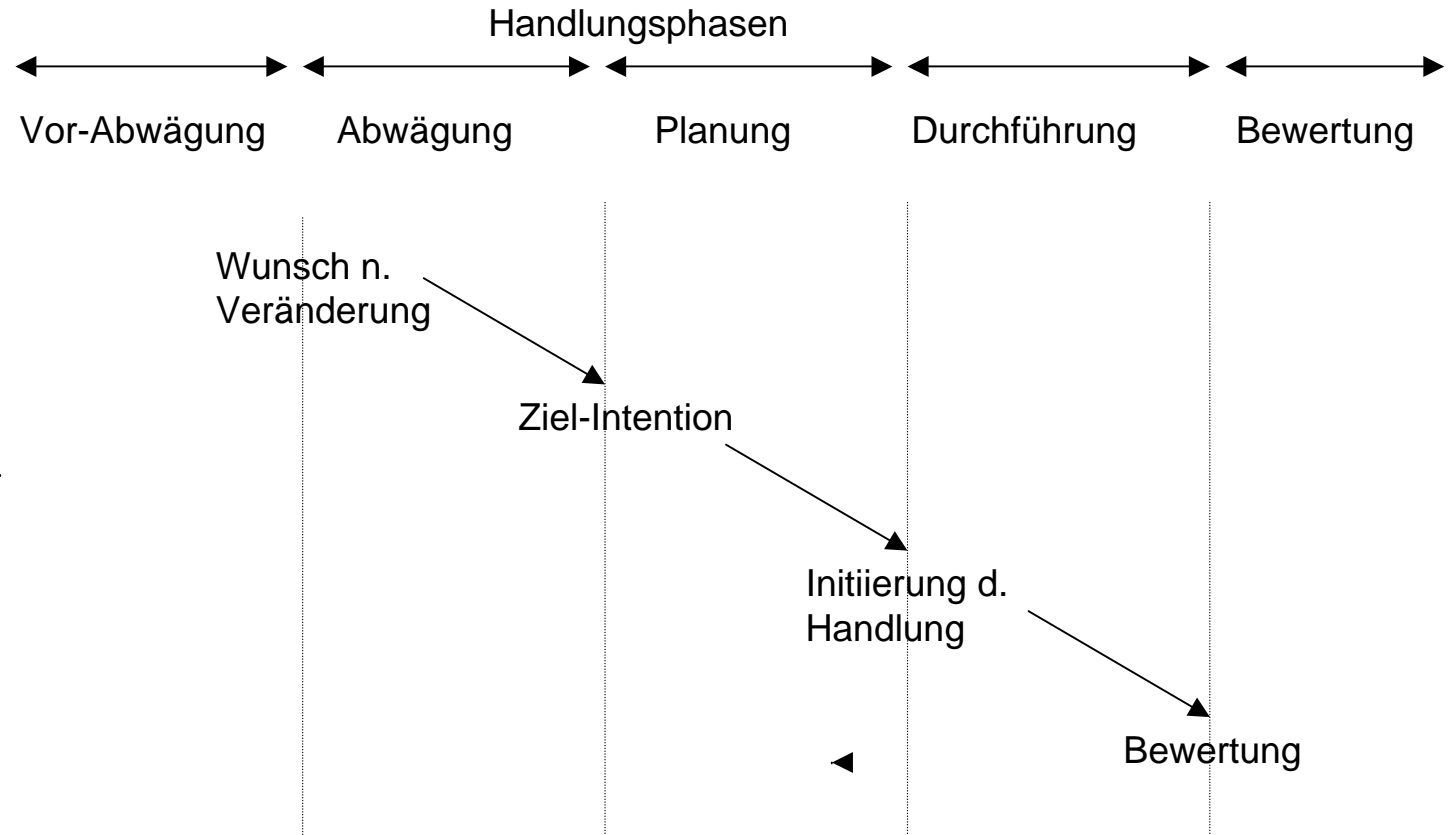 Handlungsphasen
Vor-Abwägung Abwägung Planung Durchführung Bewertung
Wunsch n.
Veränderung
Ziel-Intention
Initiierung d.
Handlung
Bewertung